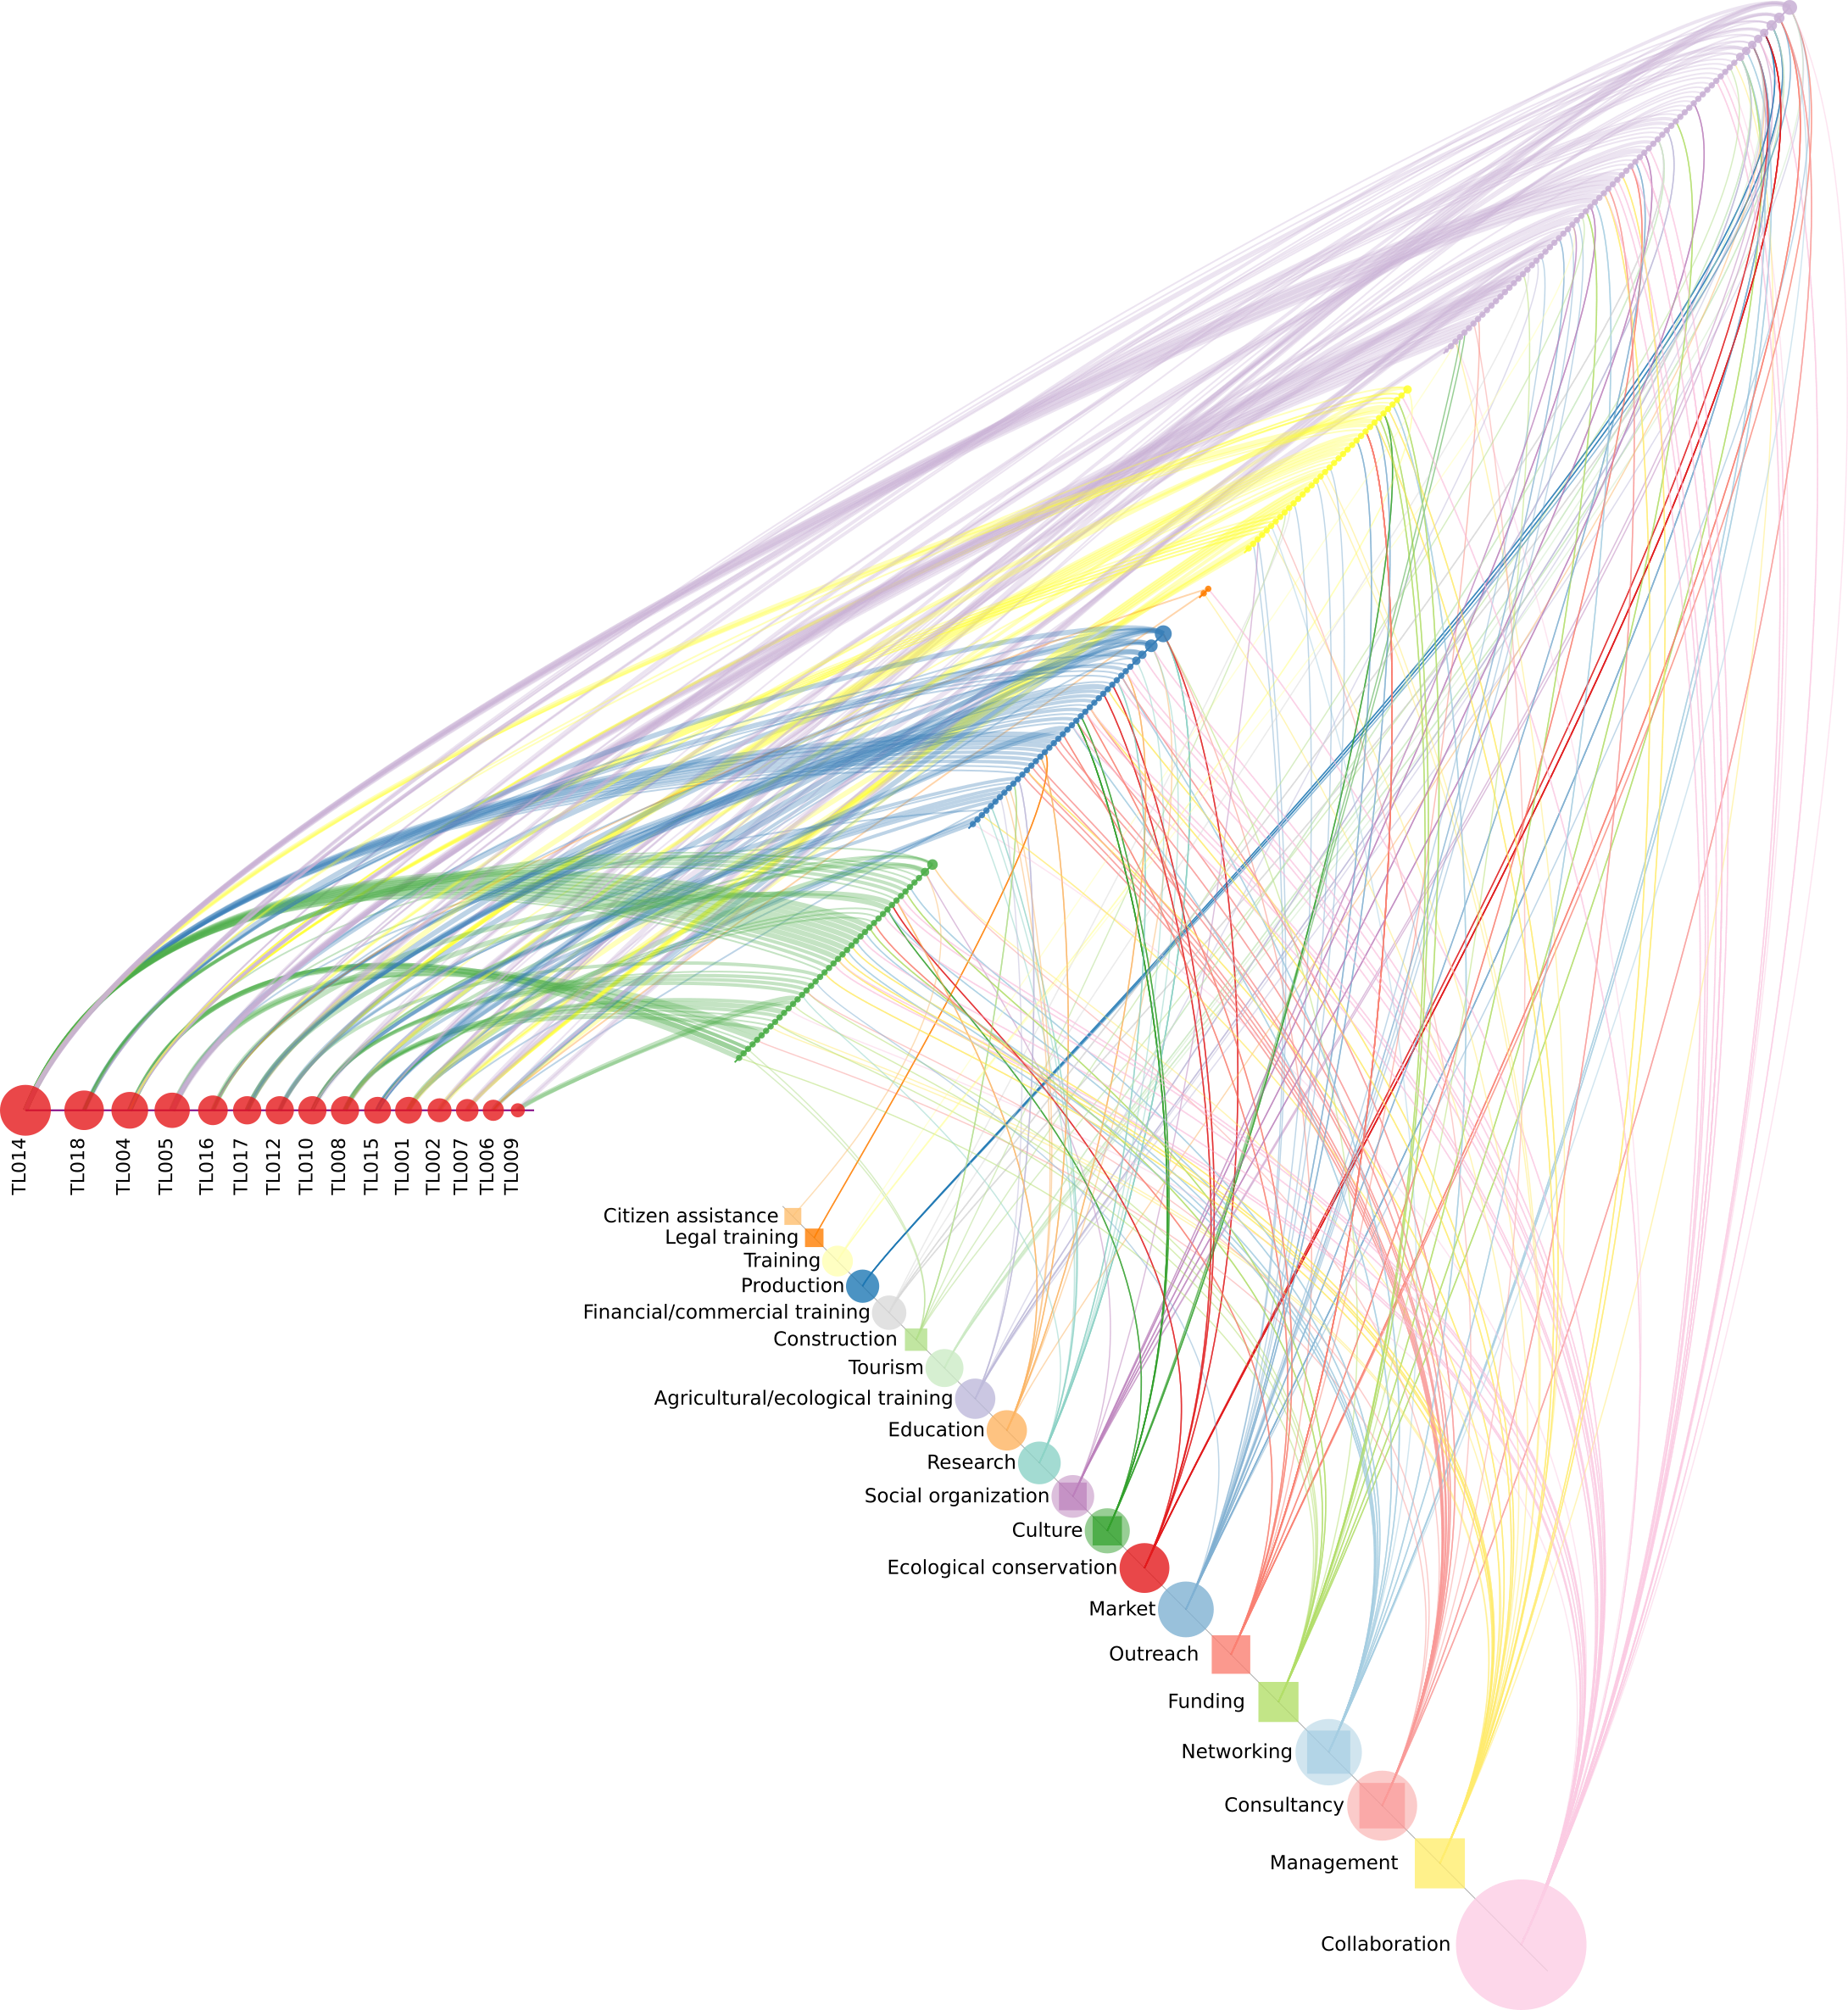 TL014
TL018
TL004
TL005
TL016
TL017
TL012
TL010
TL008
TL015
TL001
TL002
TL007
TL006
TL009
Citizen assistance
Legal training
Training
Production
Financial/commercial training
Construction
Tourism
Agricultural/ecological training
Education
Research
Social organization
Culture
Ecological conservation
Market
Outreach
Funding
Networking
Consultancy
Management
Collaboration